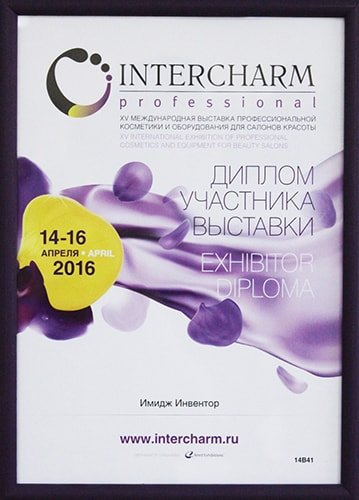 INTERCHARM
professional
XV МЕЖДУНАРОДНАЯ ВЫСТАВКА ПРОФЕССИОНАЛЬНОЙ
КОСМЕТИКИ И ОБОРУДОВАНИЯ ДЛЯ САЛОНОВ КРАСОТЫ
XV INTERNATIONAL EXHIBITION OF PROFESSIONAL
COSMETICS AND EQUIPMENT FOR BEAUTY SALONS
ДИПЛОМ
УЧАСТНИКА
ВЫСТАВКИ
EXHIBITOR
DIPLOMA
14-16
АПРЕЛЯ • APRIL
2016
Имидж Инвентор
www.intercharm.ru
14B41